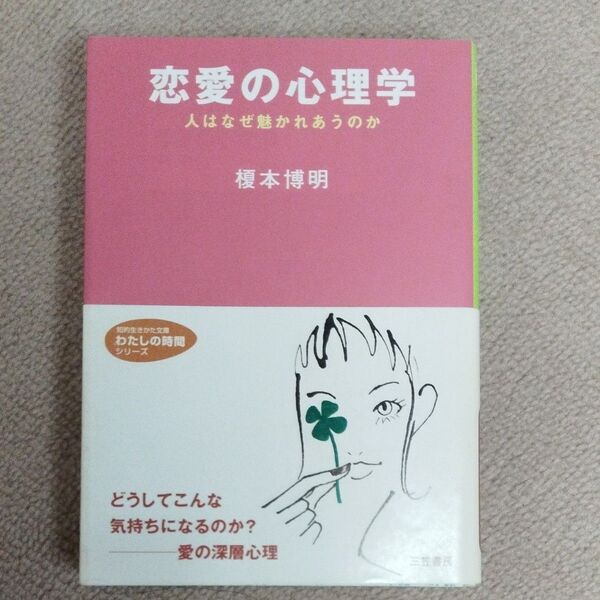 恋愛の心理学
人はなぜ魅かれあうのか
榎本博明
知的生きかた文庫
わたしの時間
シリーズ
どうしてこんな
気持ちになるのか?
――愛の深層心理
三笠書房